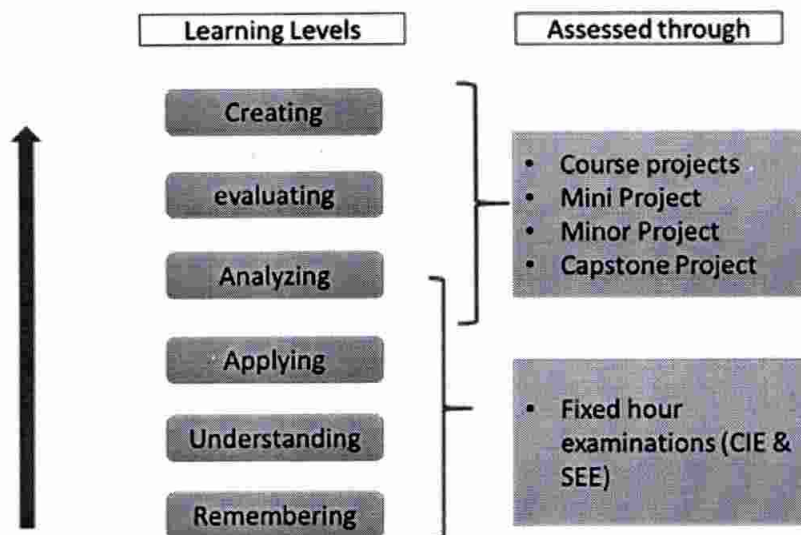 Learning Levels
Assessed through
Creating
evaluating
Analyzing
Applying
Understanding
Remembering
• Course projects
• Mini Project
• Minor Project
• Capstone Project
• Fixed hour
examinations (CIE &
SEE)